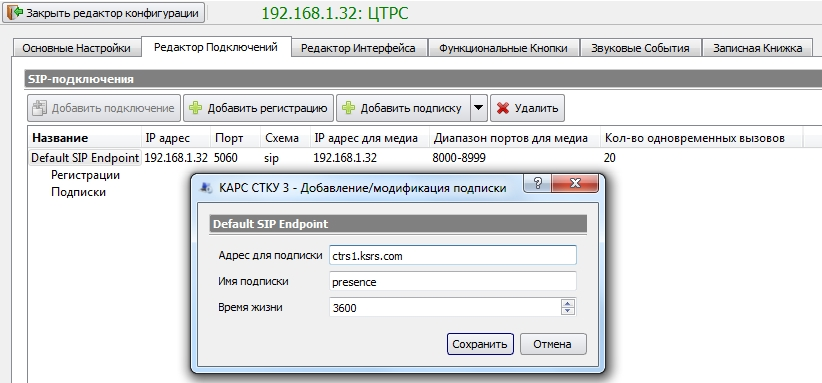 Закрыть редактор конфигурации 192.168.1.32: ЦТРС
Основные Настройки Редактор Подключений Редактор Интерфейса Функциональные Кнопки Звуковые События Записная Книжка
SIP-подключения
Добавить подключение Добавить регистрацию Добавить подписку Удалить
Название IP адрес Порт Схема IP адрес для медиа Диапазон портов для медиа Кол-во одновременных вызовов
Default SIP Endpoint 192.168.1.32 5060 sip 192.168.1.32 8000-8999 20
Регистрации
Подписки
КАРС СТКУ 3 - Добавление/модификация подписки
Default SIP Endpoint
Адрес для подписки ctrs1.ksrs.com
Имя подписки presence
Время жизни 3600
Сохранить Отмена